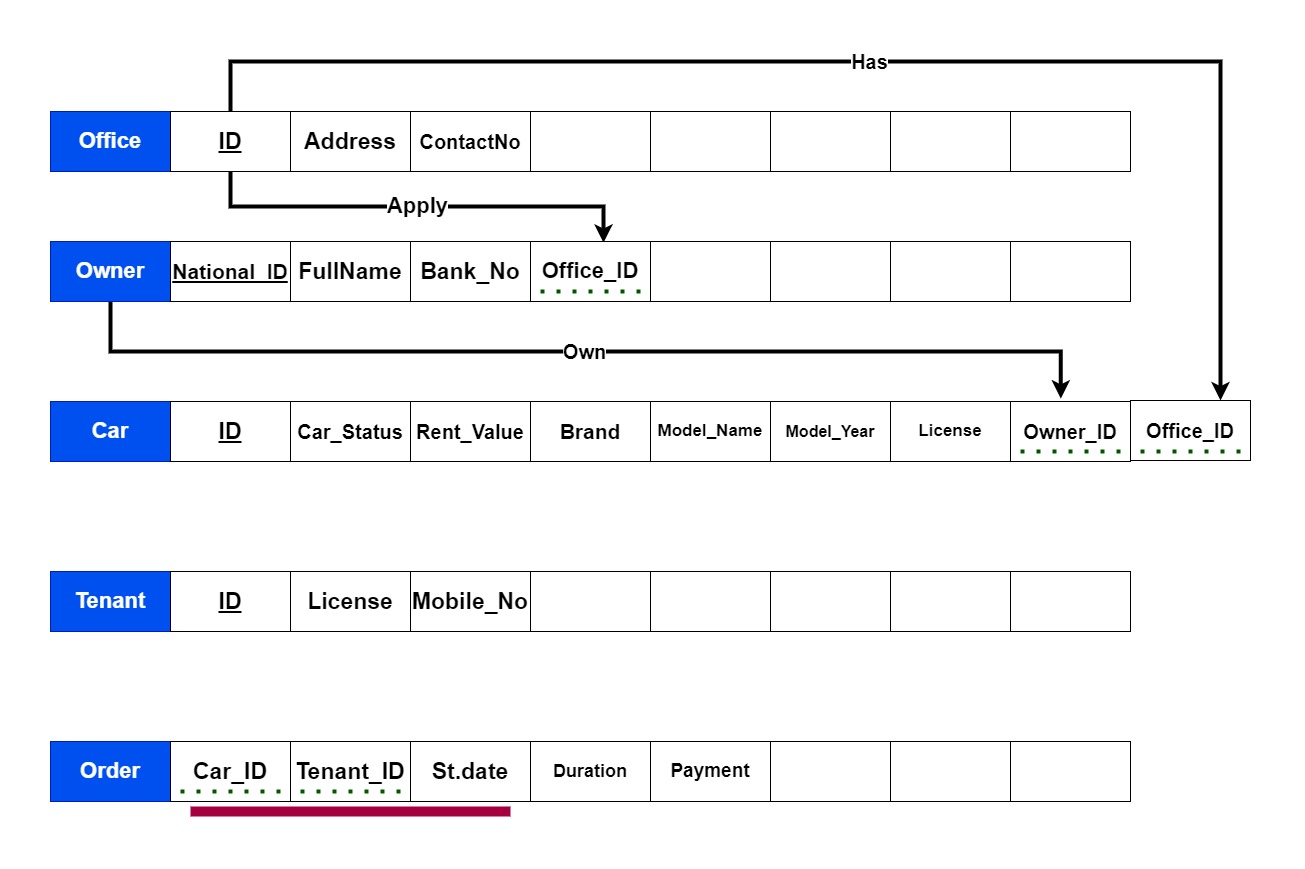 Has
Office ID Address ContactNo
Apply
Owner National_ID FullName Bank_No Office_ID
Own
Car ID Car_Status Rent_Value Brand Model_Name Model_Year License Owner_ID Office_ID
Tenant ID License Mobile_No
Order Car_ID Tenant_ID St.date Duration Payment